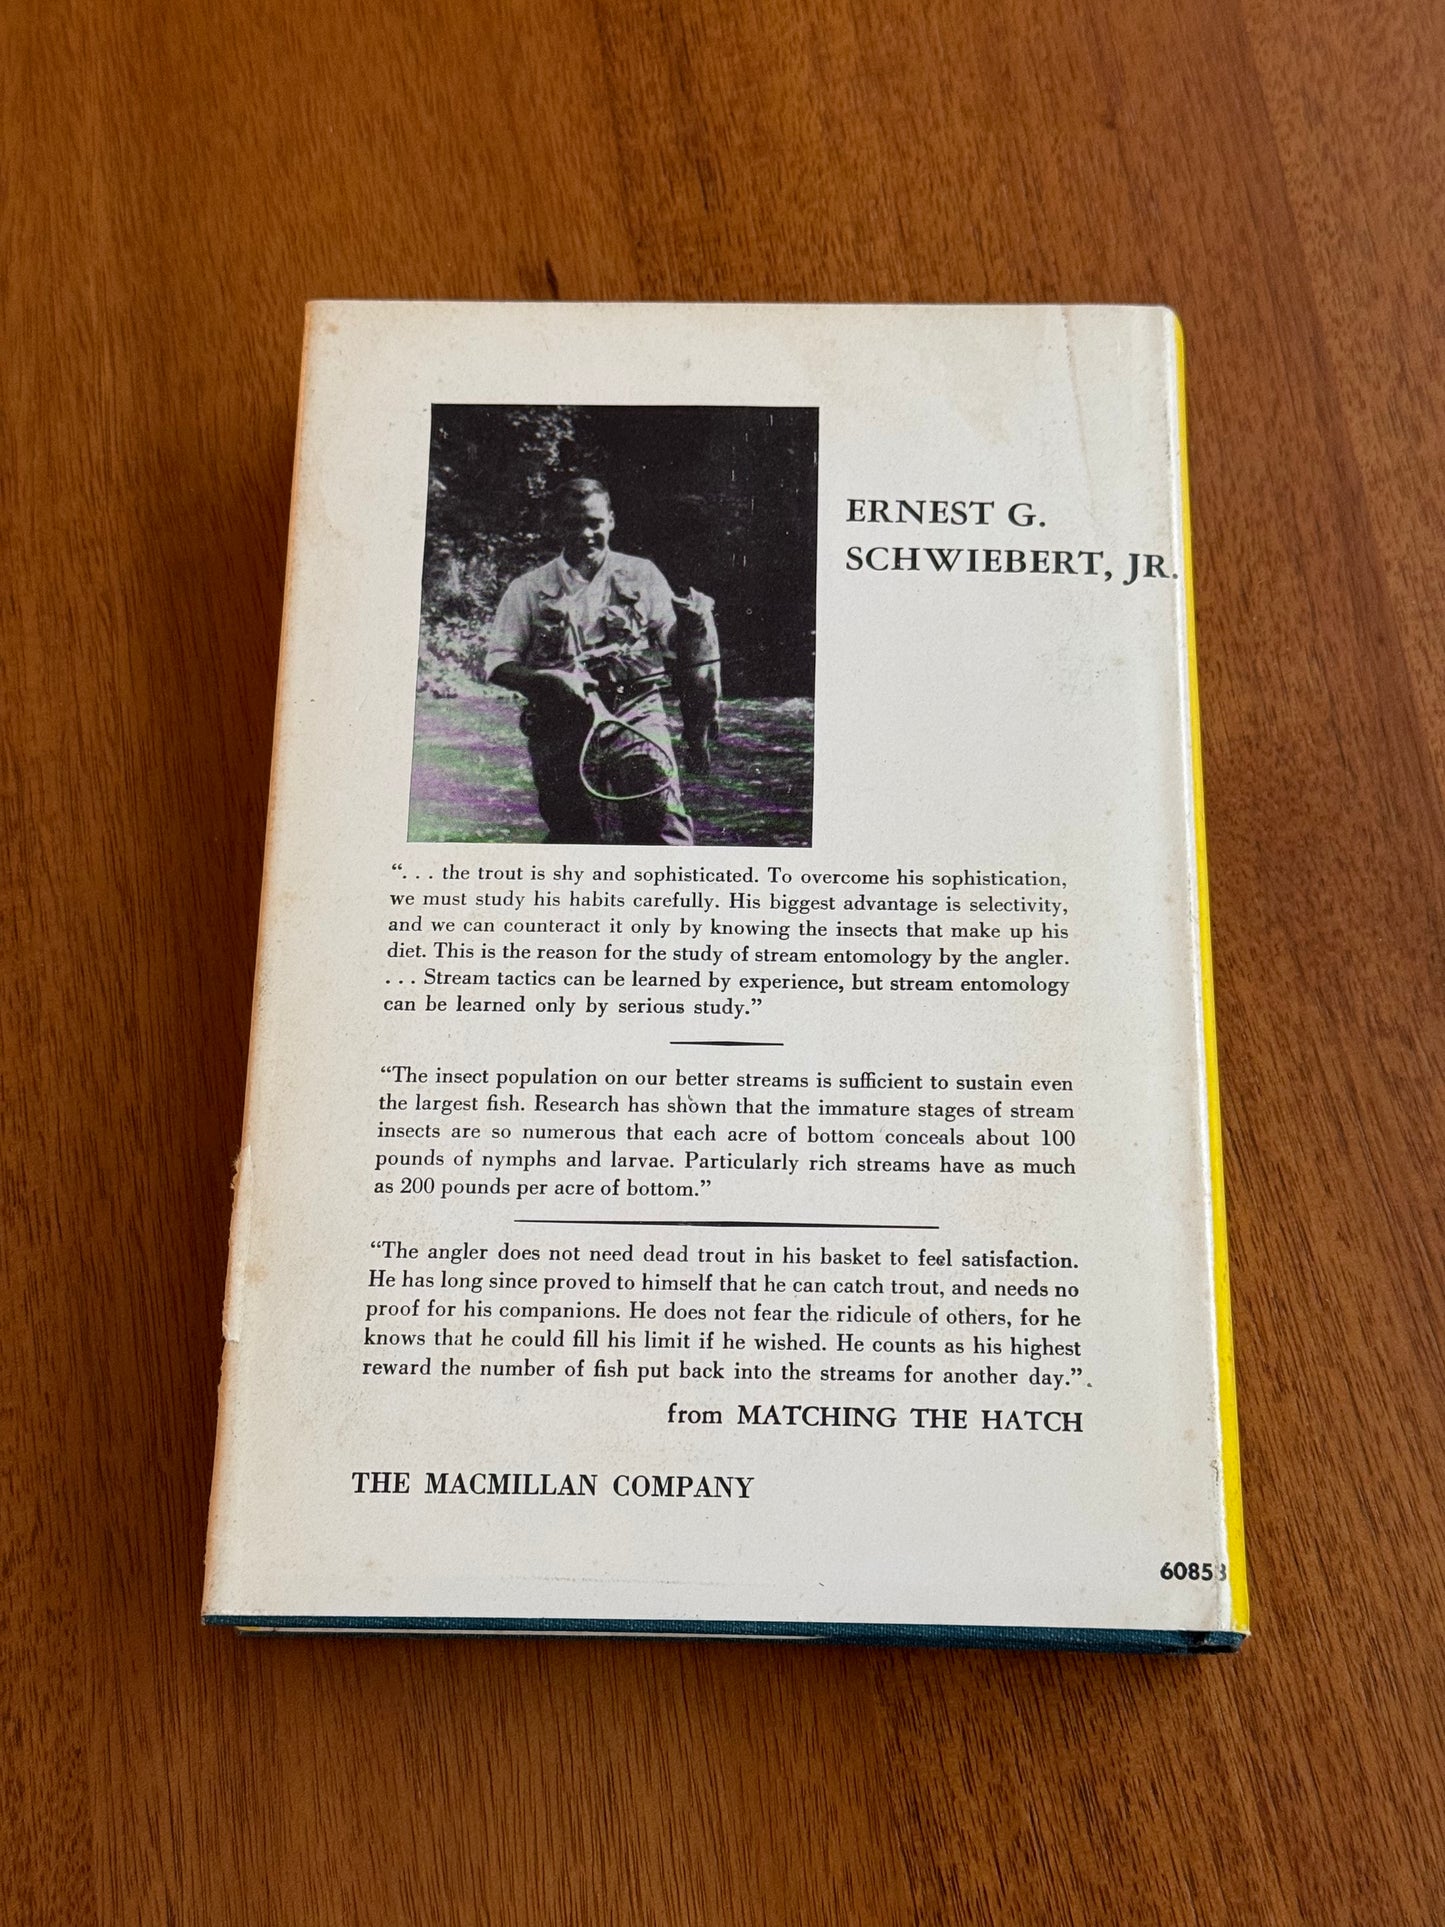 ERNEST G.
SCHWIEBERT, JR.
“. . . the trout is shy and sophisticated. To overcome his sophistication,
we must study his habits carefully. His biggest advantage is selectivity,
and we can counteract it only by knowing the insects that make up his
diet. This is the reason for the study of stream entomology by the angler.
. . . Stream tactics can be learned by experience, but stream entomology
can be learned only by serious study.”
“The insect population on our better streams is sufficient to sustain even
the largest fish. Research has shown that the immature stages of stream
insects are so numerous that each acre of bottom conceals about 100
pounds of nymphs and larvae. Particularly rich streams have as much
as 200 pounds per acre of bottom.”
“The angler does not need dead trout in his basket to feel satisfaction.
He has long since proved to himself that he can catch trout, and needs no
proof for his companions. He does not fear the ridicule of others, for he
knows that he could fill his limit if he wished. He counts as his highest
reward the number of fish put back into the streams for another day.”
from MATCHING THE HATCH
THE MACMILLAN COMPANY
60853